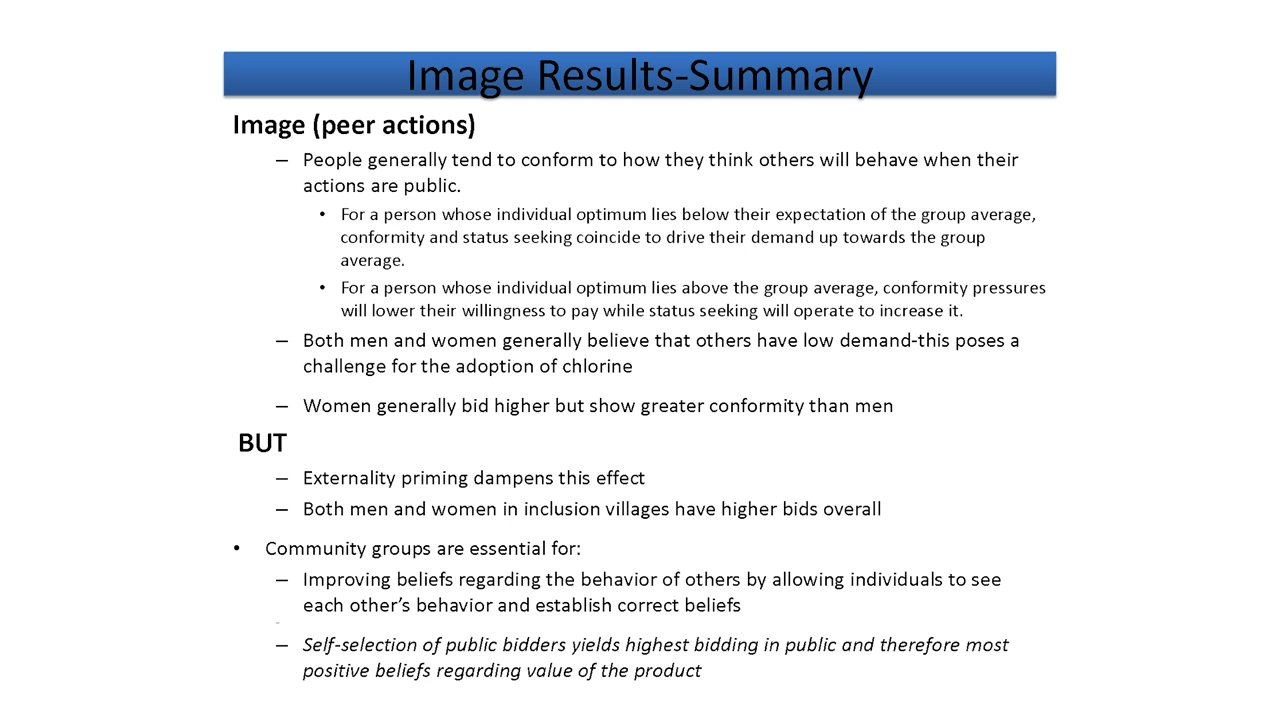 Image Results-Summary
Image (peer actions)
– People generally tend to conform to how they think others will behave when their
actions are public.
• For a person whose individual optimum lies below their expectation of the group average,
conformity and status seeking coincide to drive their demand up towards the group
average.
• For a person whose individual optimum lies above the group average, conformity pressures
will lower their willingness to pay while status seeking will operate to increase it.
– Both men and women generally believe that others have low demand-this poses a
challenge for the adoption of chlorine
– Women generally bid higher but show greater conformity than men
BUT
– Externality priming dampens this effect
– Both men and women in inclusion villages have higher bids overall
• Community groups are essential for:
– Improving beliefs regarding the behavior of others by allowing individuals to see
each other’s behavior and establish correct beliefs
– Self-selection of public bidders yields highest bidding in public and therefore most
positive beliefs regarding value of the product